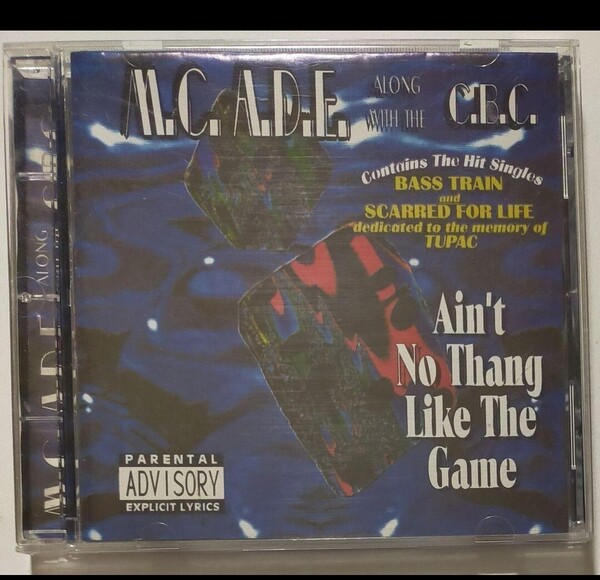 M.C. A.D.E. ALONG WITH THE C.B.C.
Contains The Hit Singles
BASS TRAIN
and
SCARRED FOR LIFE
dedicated to the memory of
TUPAC
Ain't
No Thang
Like The
Game
PARENTAL
ADVISORY
EXPLICIT LYRICS
M.C. A.D.E. ALONG